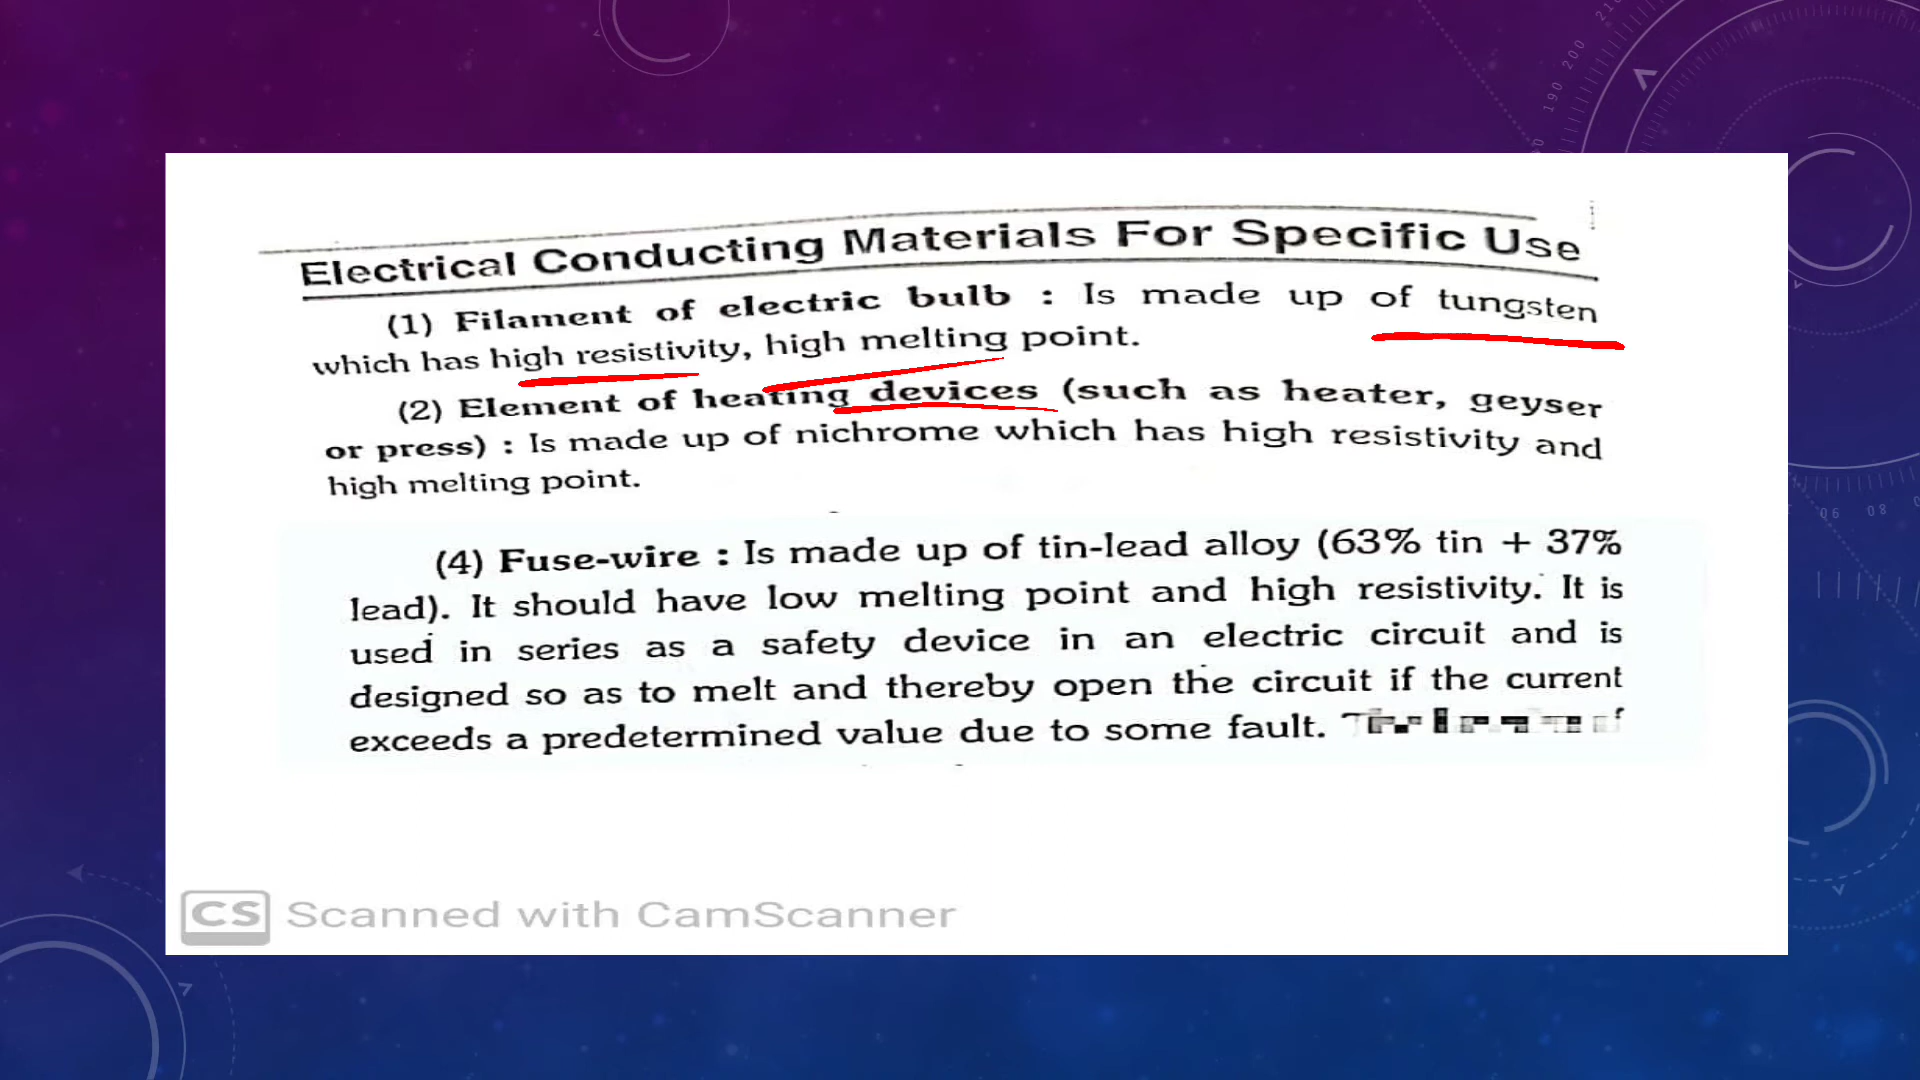 Electrical Conducting Materials For Specific Use
(1) Filament of electric bulb : Is made up of tungsten
which has high resistivity, high melting point.
(2) Element of heating devices (such as heater, geyser
or press) : Is made up of nichrome which has high resistivity and
high melting point.
(4) Fuse-wire : Is made up of tin-lead alloy (63% tin + 37%
lead). It should have low melting point and high resistivity. It is
used in series as a safety device in an electric circuit and is
designed so as to melt and thereby open the circuit if the current
exceeds a predetermined value due to some fault.
CS Scanned with CamScanner
190 200